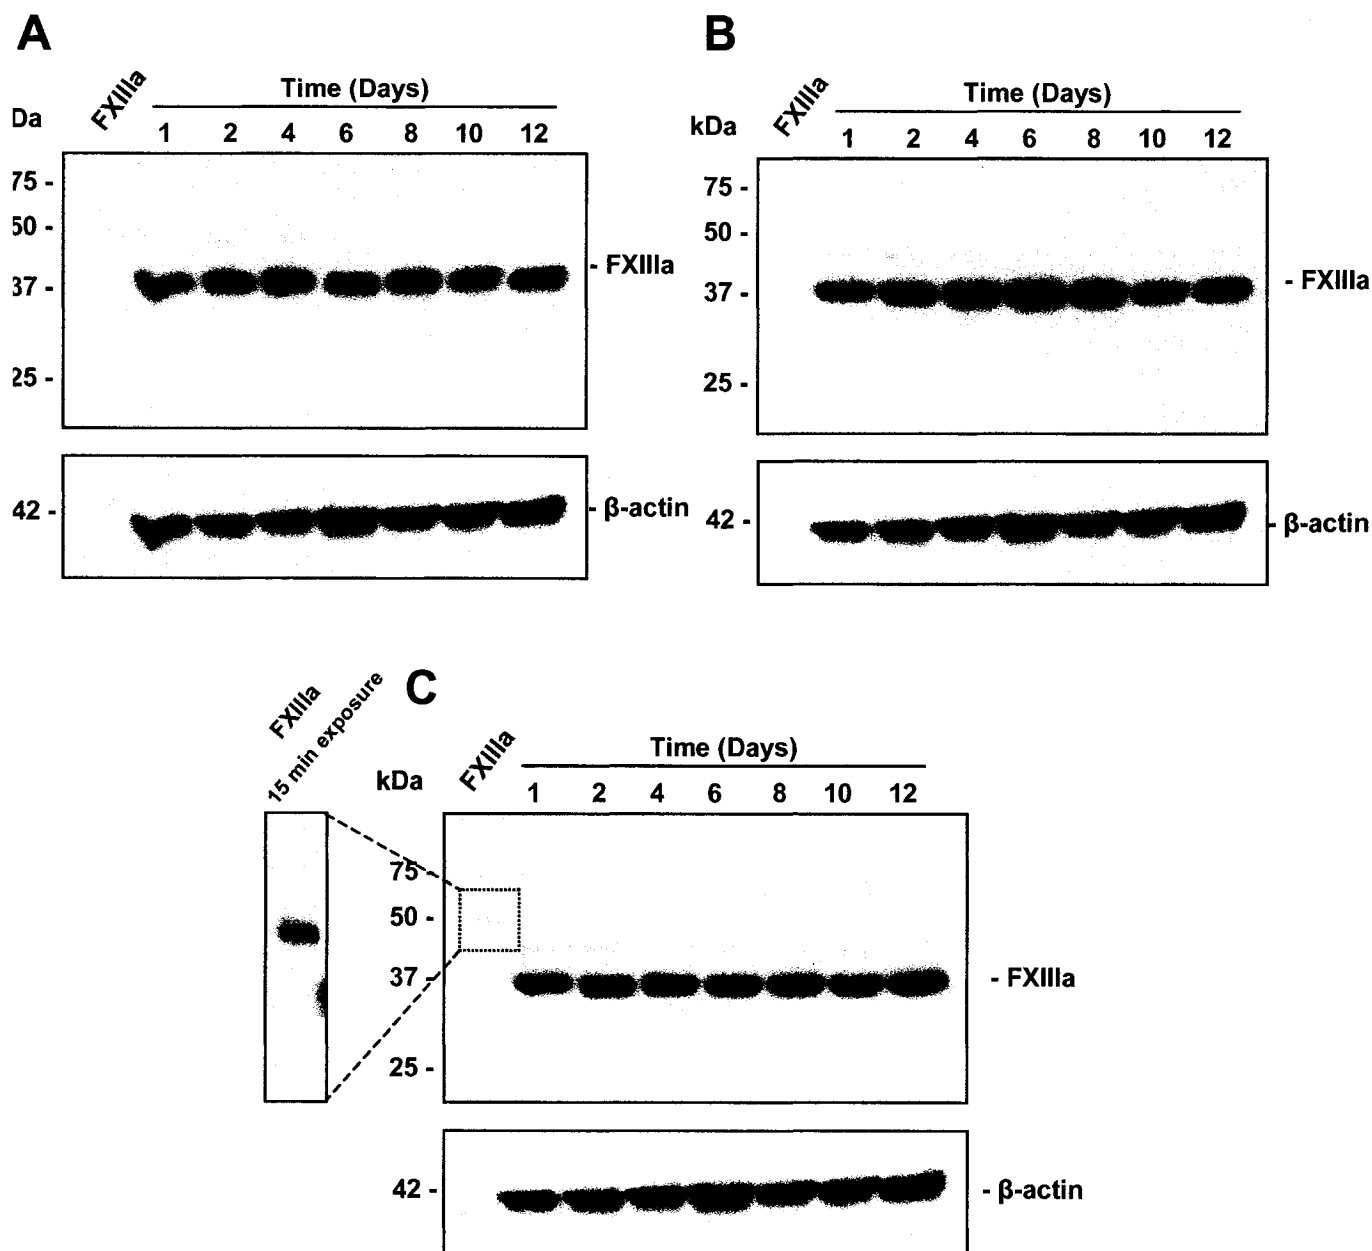 A
FXIIIa
Time (Days)
Da
1 2 4 6 8 10 12
75 -
50 -
37 -
25 -
- FXIIIa
42 -
- β-actin
B
FXIIIa
Time (Days)
kDa
1 2 4 6 8 10 12
75 -
50 -
37 -
25 -
- FXIIIa
42 -
- β-actin
FXIIIa
15 min exposure
C
FXIIIa
Time (Days)
kDa
1 2 4 6 8 10 12
75
50 -
37 -
25 -
- FXIIIa
42 -
- β-actin